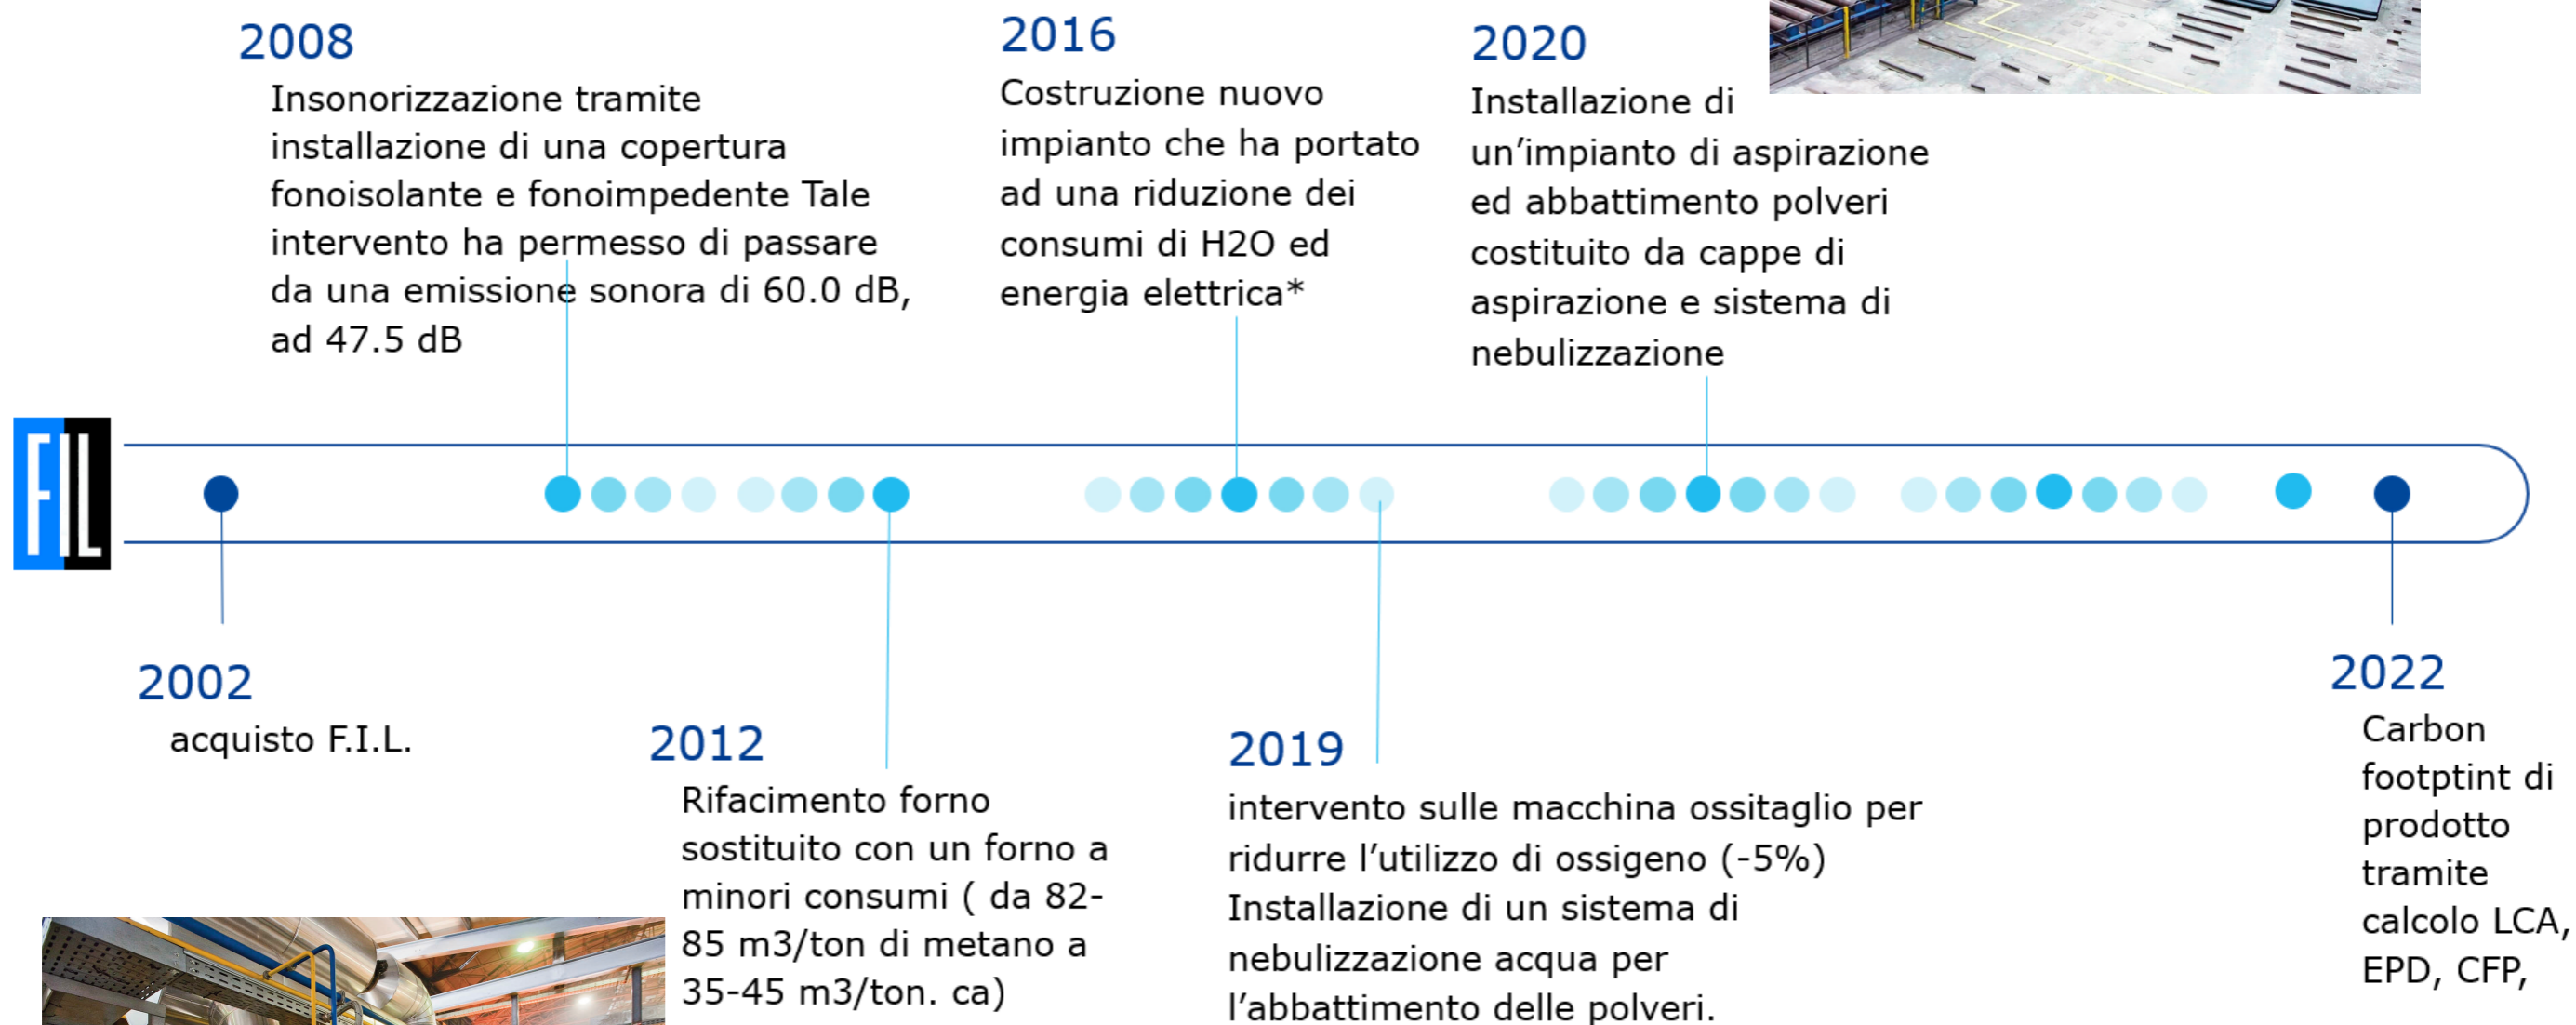 2008
Insonorizzazione tramite
installazione di una copertura
fonoisolante e fonoimpedente Tale
intervento ha permesso di passare
da una emissione sonora di 60.0 dB,
ad 47.5 dB
2016
Costruzione nuovo
impianto che ha portato
ad una riduzione dei
consumi di H2O ed
energia elettrica*
2020
Installazione di
un’impianto di aspirazione
ed abbattimento polveri
costituito da cappe di
aspirazione e sistema di
nebulizzazione
FIL
2002
acquisto F.I.L.
2012
Rifacimento forno
sostituito con un forno a
minori consumi ( da 82-
85 m3/ton di metano a
35-45 m3/ton. ca)
2019
intervento sulle macchina ossitaglio per
ridurre l’utilizzo di ossigeno (-5%)
Installazione di un sistema di
nebulizzazione acqua per
l’abbattimento delle polveri.
2022
Carbon
footptint di
prodotto
tramite
calcolo LCA,
EPD, CFP,